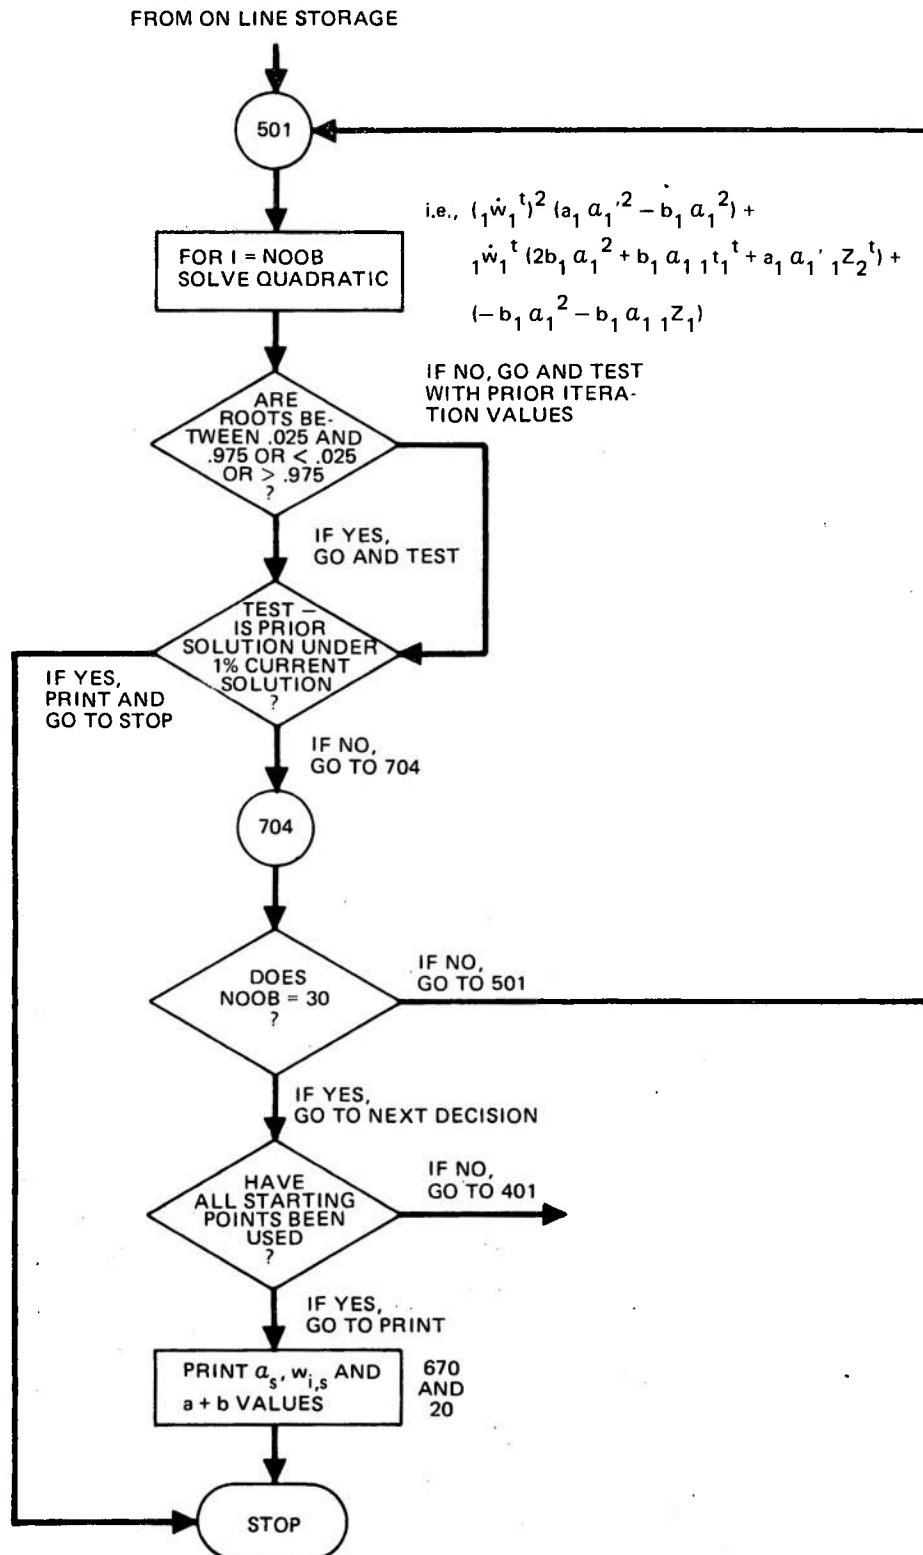 FROM ON LINE STORAGE
501
i.e., (₁ẇ₁ᵗ)² (a₁ α₁'² – b₁ α₁²) +
₁ẇ₁ᵗ (2b₁ α₁² + b₁ α₁ ₁t₁ᵗ + a₁ α₁' ₁Z₂ᵗ) +
(– b₁ α₁² – b₁ α₁ ₁Z₁)
FOR I = NOOB
SOLVE QUADRATIC
IF NO, GO AND TEST
WITH PRIOR ITERA-
TION VALUES
ARE
ROOTS BE-
TWEEN .025 AND
.975 OR < .025
OR > .975
?
IF YES,
GO AND TEST
TEST –
IS PRIOR
SOLUTION UNDER
1% CURRENT
SOLUTION
?
IF YES,
PRINT AND
GO TO STOP
IF NO,
GO TO 704
704
DOES
NOOB = 30
?
IF NO,
GO TO 501
IF YES,
GO TO NEXT DECISION
HAVE
ALL STARTING
POINTS BEEN
USED
?
IF NO,
GO TO 401
IF YES,
GO TO PRINT
PRINT αₛ, wᵢ,ₛ AND
a + b VALUES
670
AND
20
STOP